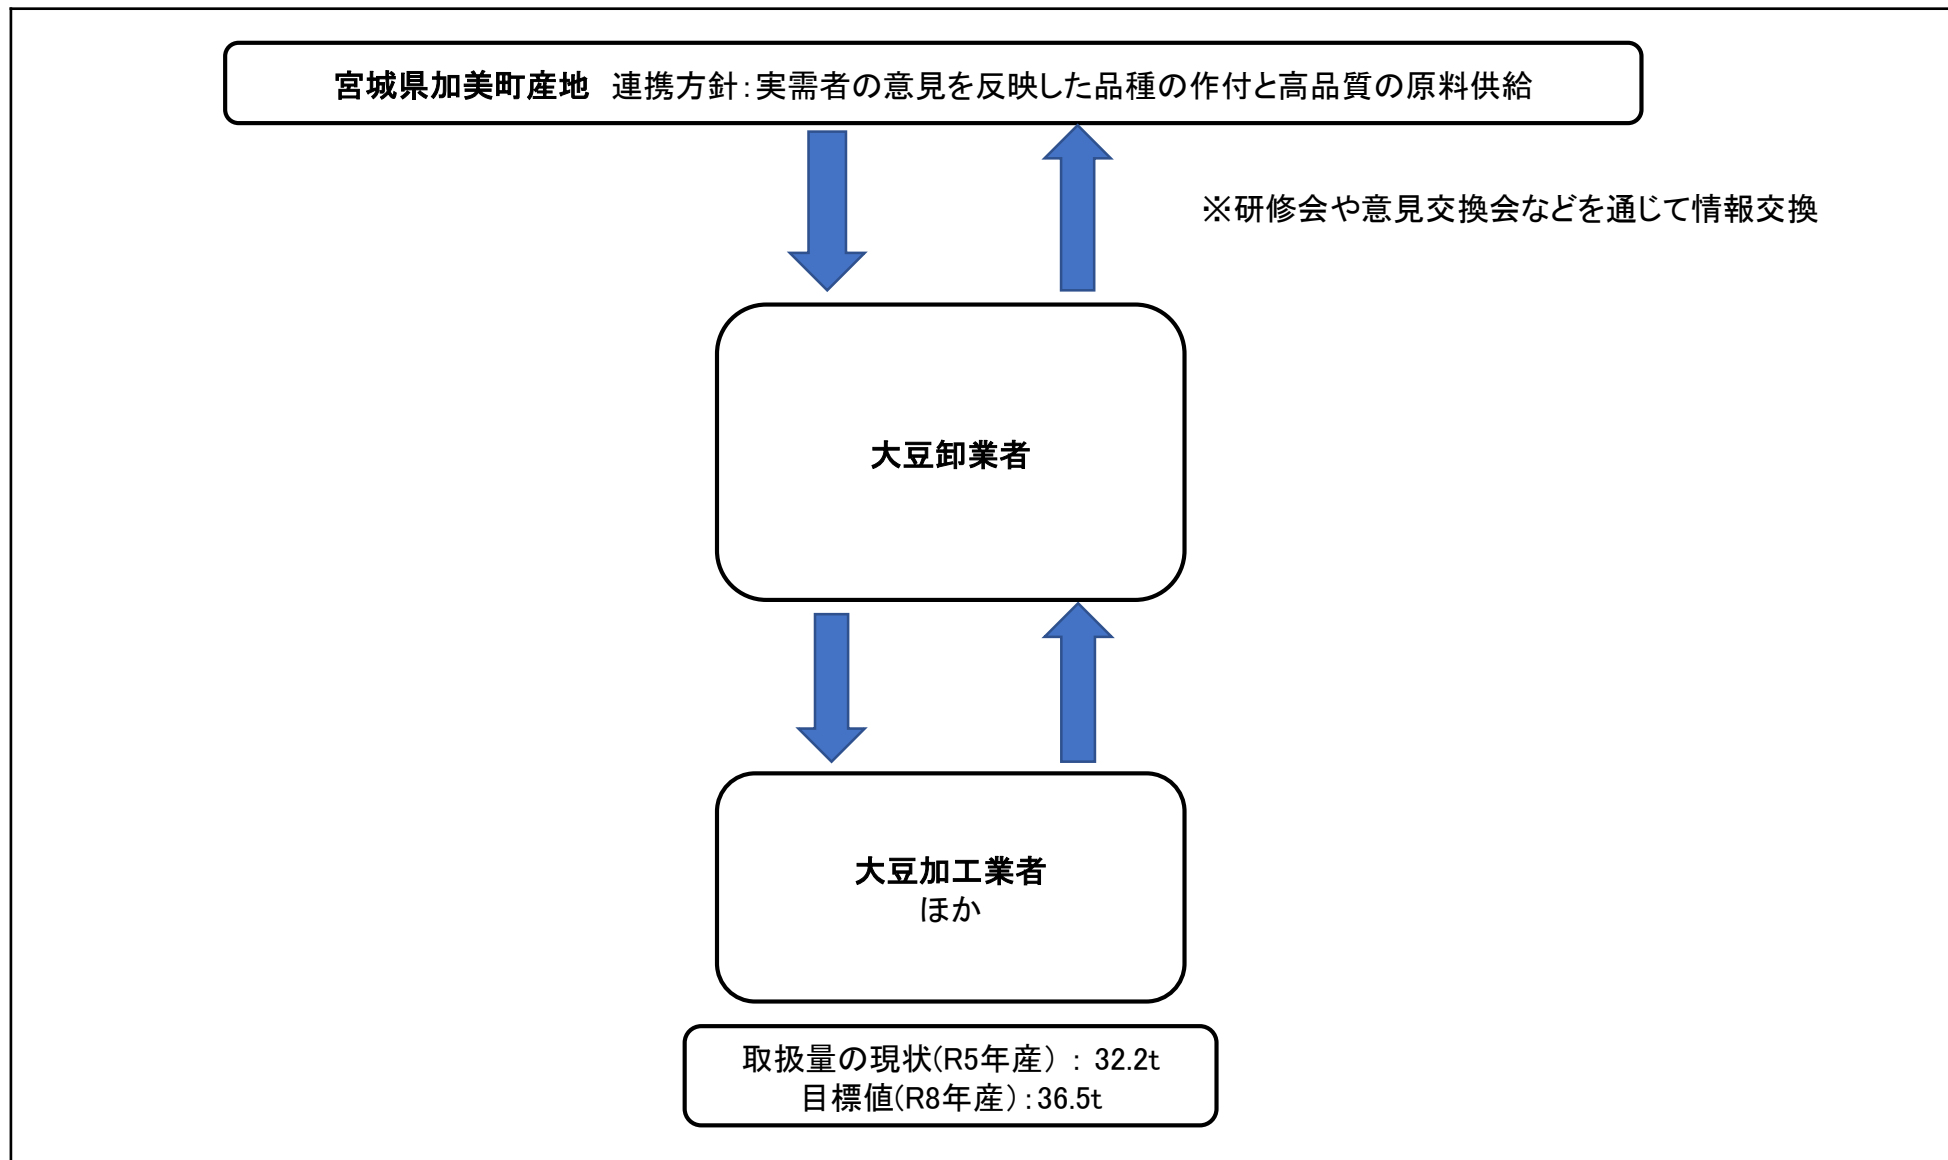 宮城県加美町産地　連携方針：実需者の意見を反映した品種の作付と高品質の原料供給
※研修会や意見交換会などを通じて情報交換
大豆卸業者
大豆加工業者
ほか
取扱量の現状(R5年産）： 32.2t
目標値(R8年産）：36.5t